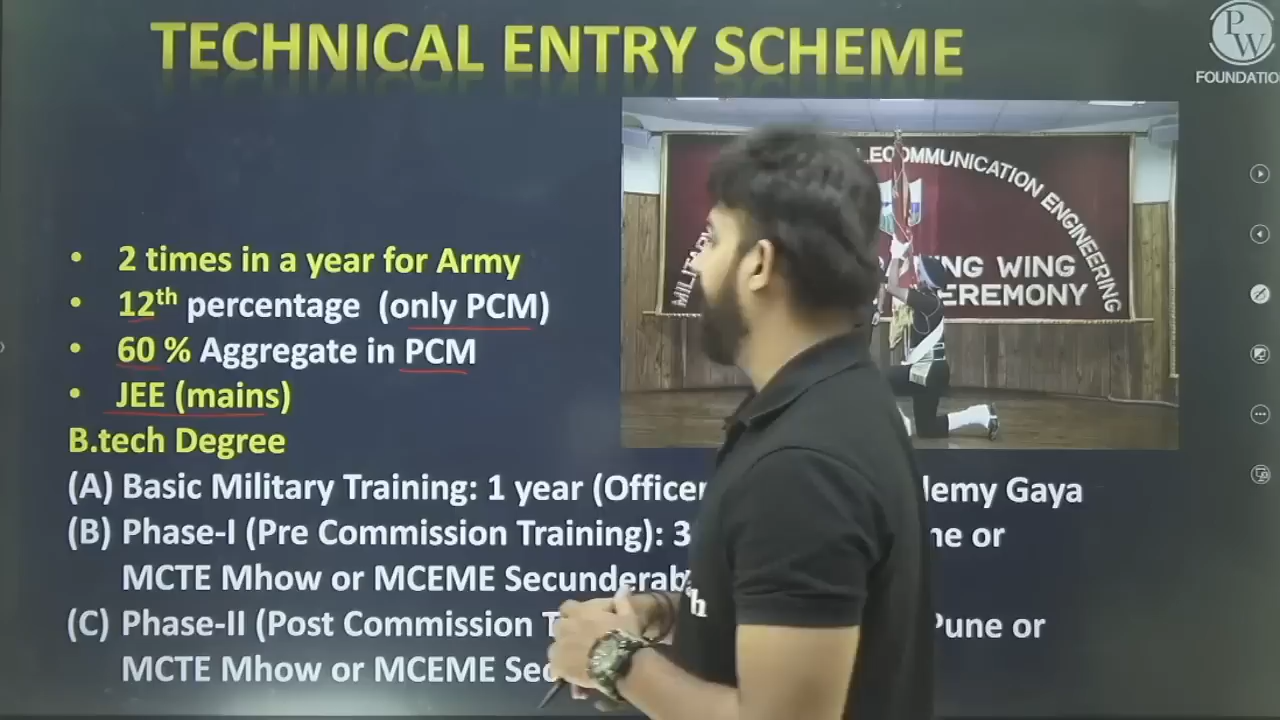 TECHNICAL ENTRY SCHEME
PW
FOUNDATIO
LECOMMUNICATION ENGINEERING
MILITA
NG WING
EREMONY
• 2 times in a year for Army
• 12th percentage (only PCM)
• 60 % Aggregate in PCM
• JEE (mains)
B.tech Degree
(A) Basic Military Training: 1 year (Officer demy Gaya
(B) Phase-I (Pre Commission Training): 3 ne or
MCTE Mhow or MCEME Secunderab
(C) Phase-II (Post Commission T Pune or
MCTE Mhow or MCEME Sec
h